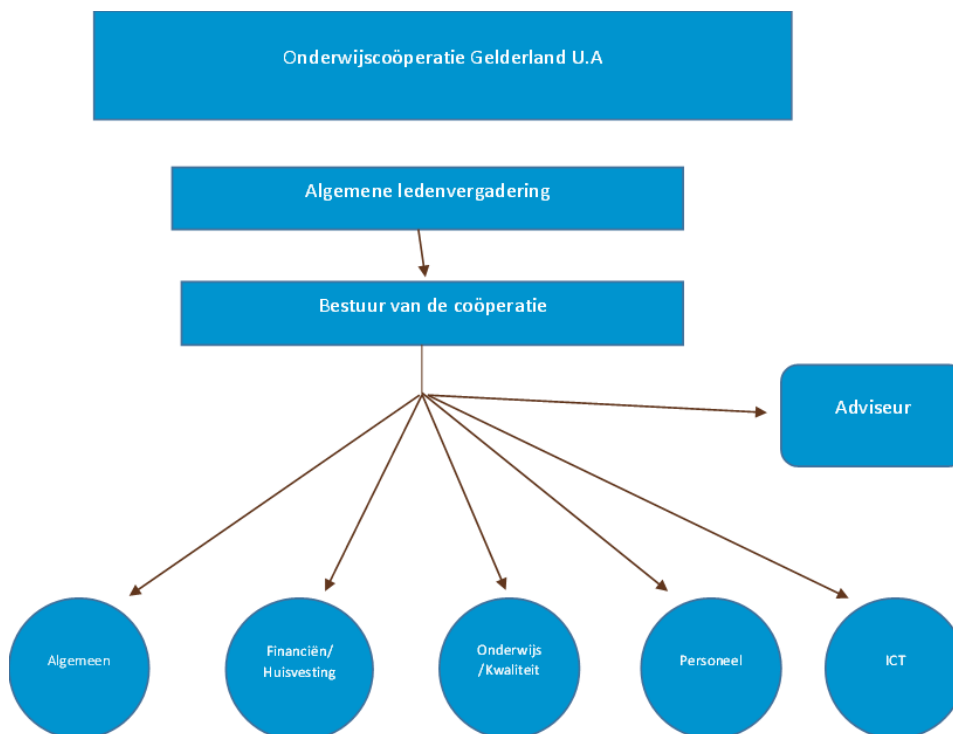 Onderwijscoöperatie Gelderland U.A
Algemene ledenvergadering
Bestuur van de coöperatie
Adviseur
Algemeen
Financiën/
Huisvesting
Onderwijs
/Kwaliteit
Personeel
ICT